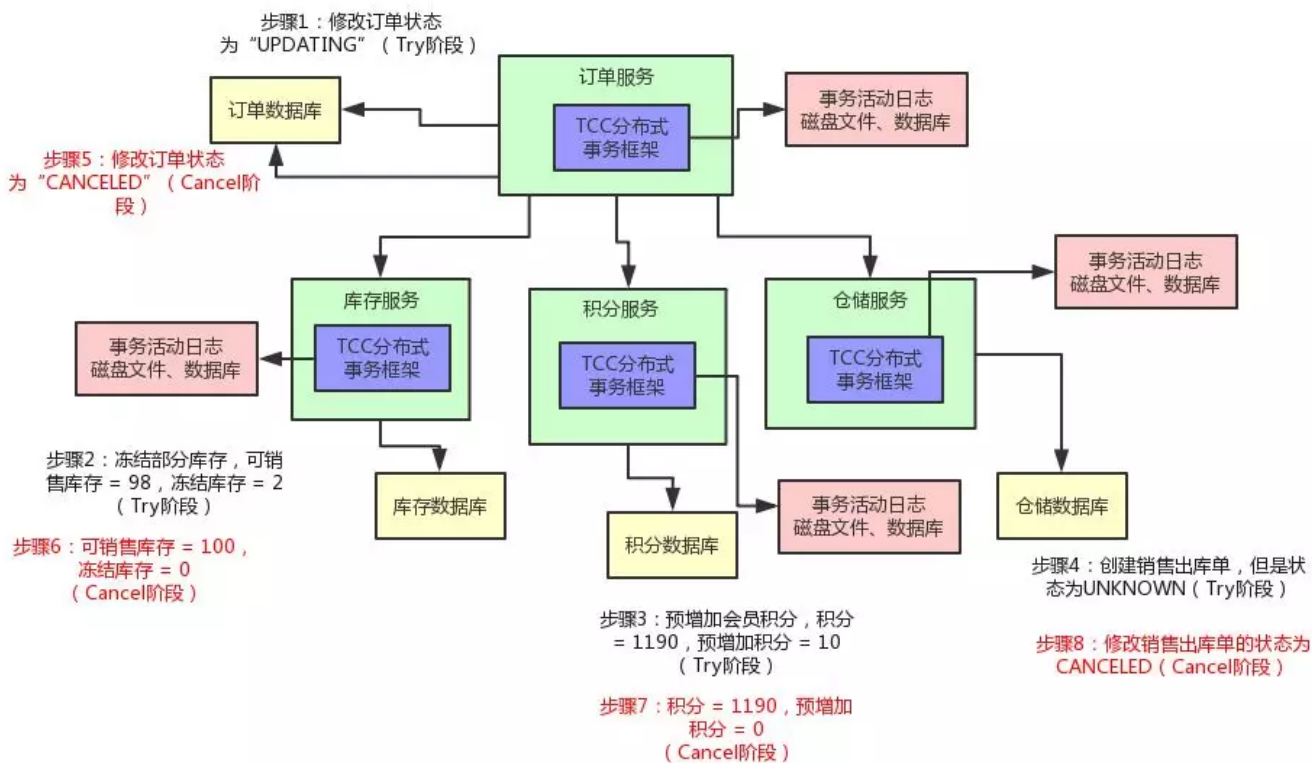 步骤1：修改订单状态
为“UPDATING”（Try阶段）
订单服务
TCC分布式
事务框架
事务活动日志
磁盘文件、数据库
订单数据库
步骤5：修改订单状态
为“CANCELED”（Cancel阶
段）
库存服务
TCC分布式
事务框架
事务活动日志
磁盘文件、数据库
步骤2：冻结部分库存，可销
售库存 = 98，冻结库存 = 2
（Try阶段）
步骤6：可销售库存 = 100，
冻结库存 = 0
（Cancel阶段）
库存数据库
积分服务
TCC分布式
事务框架
事务活动日志
磁盘文件、数据库
积分数据库
步骤3：预增加会员积分，积分
= 1190，预增加积分 = 10
（Try阶段）
步骤7：积分 = 1190，预增加
积分 = 0
（Cancel阶段）
仓储服务
TCC分布式
事务框架
事务活动日志
磁盘文件、数据库
仓储数据库
步骤4：创建销售出库单，但是状
态为UNKNOWN（Try阶段）
步骤8：修改销售出库单的状态为
CANCELED（Cancel阶段）